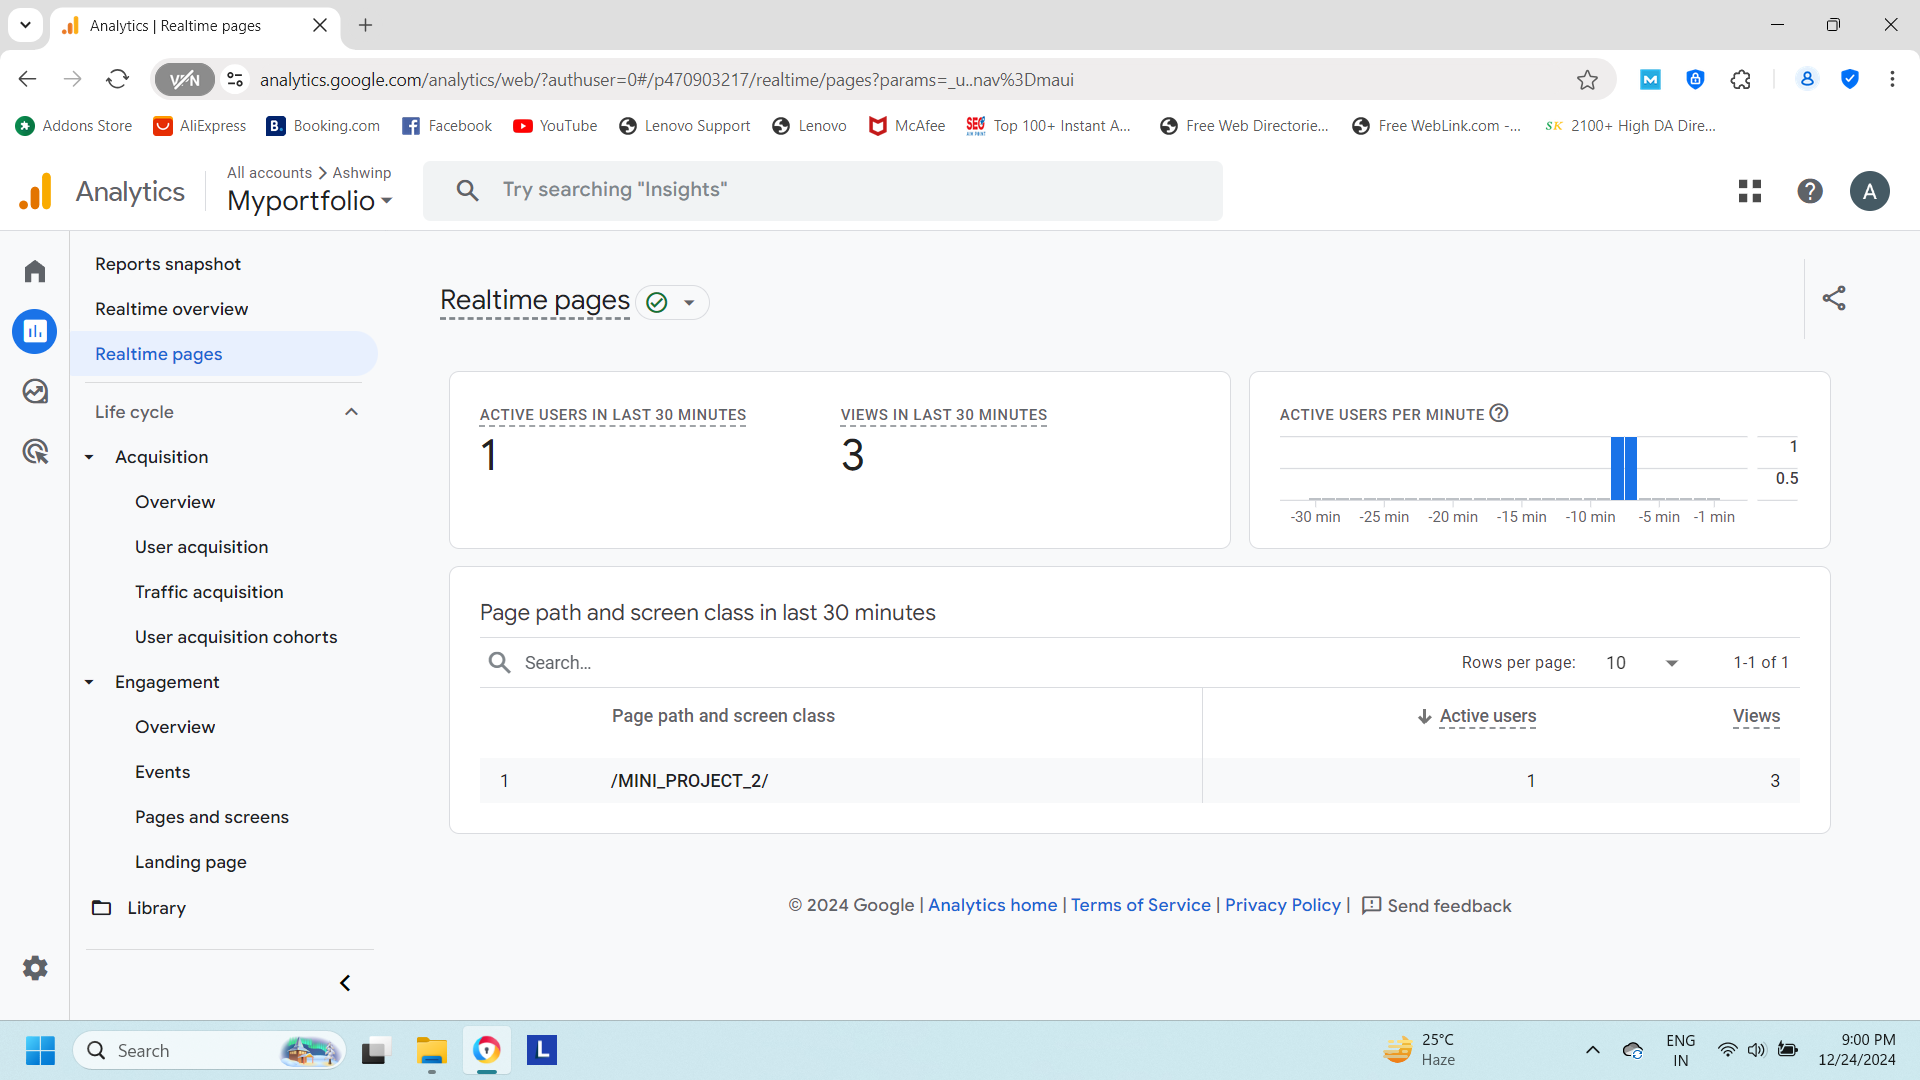 Analytics | Realtime pages
VPN
analytics.google.com/analytics/web/?authuser=0#/p470903217/realtime/pages?params=_u..nav%3Dmaui
M
Addons Store
AliExpress
B. Booking.com
Facebook
YouTube
Lenovo Support
Lenovo
McAfee
SEO Top 100+ Instant A...
Free Web Directorie...
Free WebLink.com -...
SK 2100+ High DA Dire...
Analytics
All accounts > Ashwinp
Myportfolio
Try searching "Insights"
A
Reports snapshot
Realtime overview
Realtime pages
Life cycle
Acquisition
Overview
User acquisition
Traffic acquisition
User acquisition cohorts
Engagement
Overview
Events
Pages and screens
Landing page
Library
Realtime pages
ACTIVE USERS IN LAST 30 MINUTES
1
VIEWS IN LAST 30 MINUTES
3
ACTIVE USERS PER MINUTE
1
0.5
-30 min -25 min -20 min -15 min -10 min -5 min -1 min
Page path and screen class in last 30 minutes
Search...
Rows per page: 10 1-1 of 1
Page path and screen class Active users Views
1 /MINI_PROJECT_2/ 1 3
© 2024 Google | Analytics home | Terms of Service | Privacy Policy | Send feedback
Search
L
25°C
Haze
ENG
IN
9:00 PM
12/24/2024